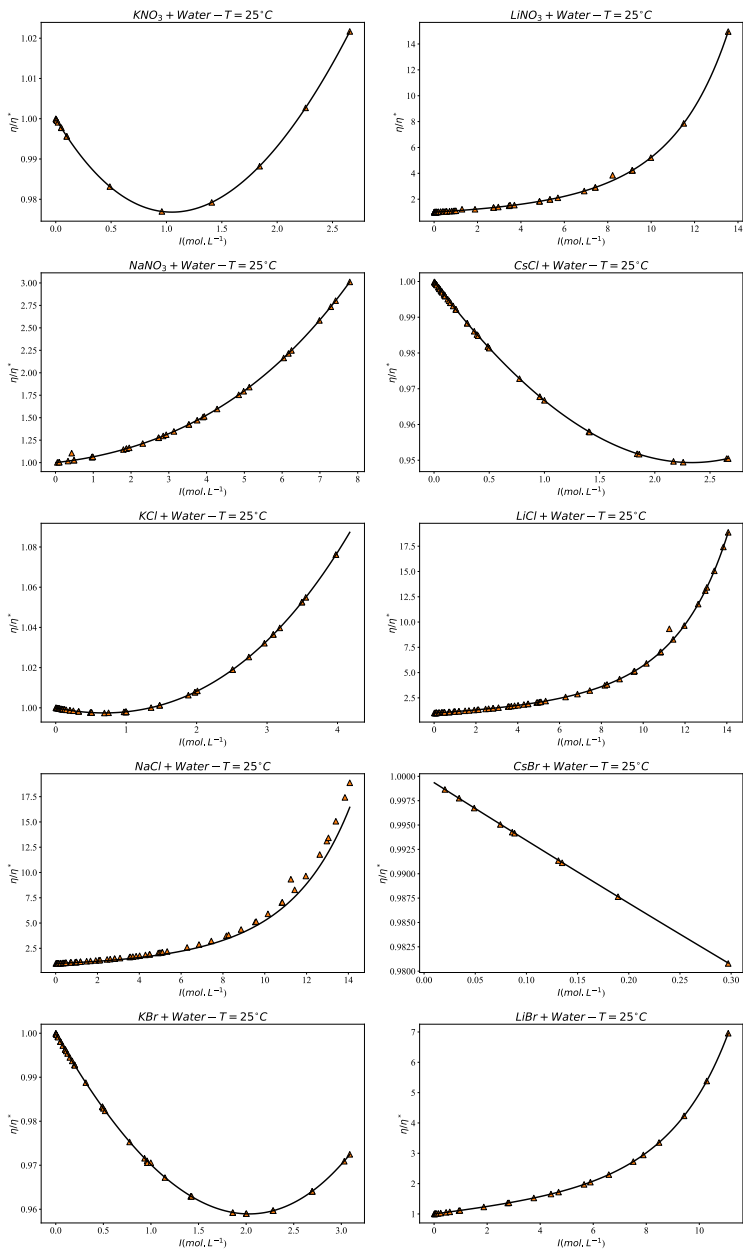 KNO₃ + Water − T = 25°C
1.02
1.01
1.00
0.99
0.98
η/η*
0.0 0.5 1.0 1.5 2.0 2.5
I(mol.L⁻¹)
LiNO₃ + Water − T = 25°C
14
12
10
8
6
4
2
η/η*
0 2 4 6 8 10 12 14
I(mol.L⁻¹)
NaNO₃ + Water − T = 25°C
3.00
2.75
2.50
2.25
2.00
1.75
1.50
1.25
1.00
η/η*
0 1 2 3 4 5 6 7 8
I(mol.L⁻¹)
CsCl + Water − T = 25°C
1.00
0.99
0.98
0.97
0.96
0.95
η/η*
0.0 0.5 1.0 1.5 2.0 2.5
I(mol.L⁻¹)
KCl + Water − T = 25°C
1.08
1.06
1.04
1.02
1.00
η/η*
0 1 2 3 4
I(mol.L⁻¹)
LiCl + Water − T = 25°C
17.5
15.0
12.5
10.0
7.5
5.0
2.5
η/η*
0 2 4 6 8 10 12 14
I(mol.L⁻¹)
NaCl + Water − T = 25°C
17.5
15.0
12.5
10.0
7.5
5.0
2.5
η/η*
0 2 4 6 8 10 12 14
I(mol.L⁻¹)
CsBr + Water − T = 25°C
1.0000
0.9975
0.9950
0.9925
0.9900
0.9875
0.9850
0.9825
0.9800
η/η*
0.00 0.05 0.10 0.15 0.20 0.25 0.30
I(mol.L⁻¹)
KBr + Water − T = 25°C
1.00
0.99
0.98
0.97
0.96
η/η*
0.0 0.5 1.0 1.5 2.0 2.5 3.0
I(mol.L⁻¹)
LiBr + Water − T = 25°C
7
6
5
4
3
2
1
η/η*
0 2 4 6 8 10
I(mol.L⁻¹)